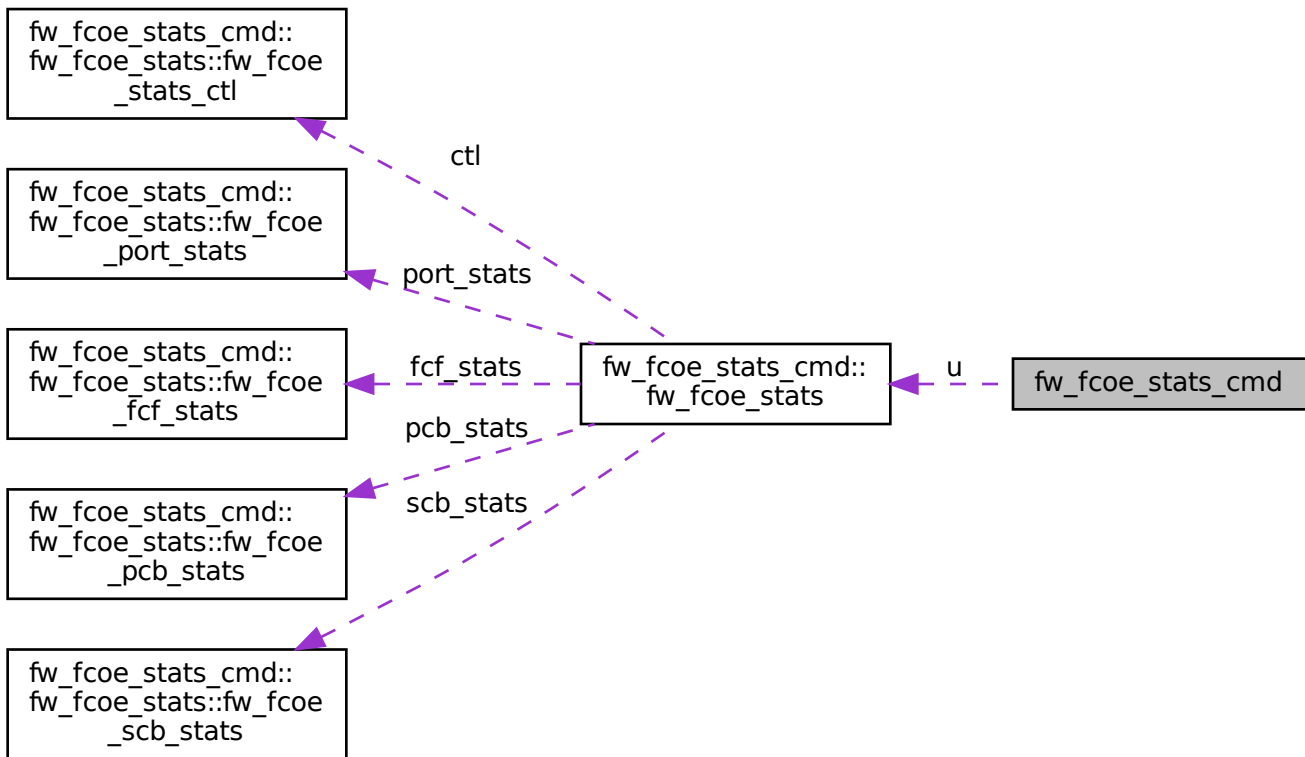 fw_fcoe_stats_cmd::
fw_fcoe_stats::fw_fcoe
_stats_ctl
ctl
fw_fcoe_stats_cmd::
fw_fcoe_stats::fw_fcoe
_port_stats
port_stats
fw_fcoe_stats_cmd::
fw_fcoe_stats::fw_fcoe
_fcf_stats
fcf_stats
fw_fcoe_stats_cmd::
fw_fcoe_stats
u
fw_fcoe_stats_cmd
pcb_stats
fw_fcoe_stats_cmd::
fw_fcoe_stats::fw_fcoe
_pcb_stats
scb_stats
fw_fcoe_stats_cmd::
fw_fcoe_stats::fw_fcoe
_scb_stats